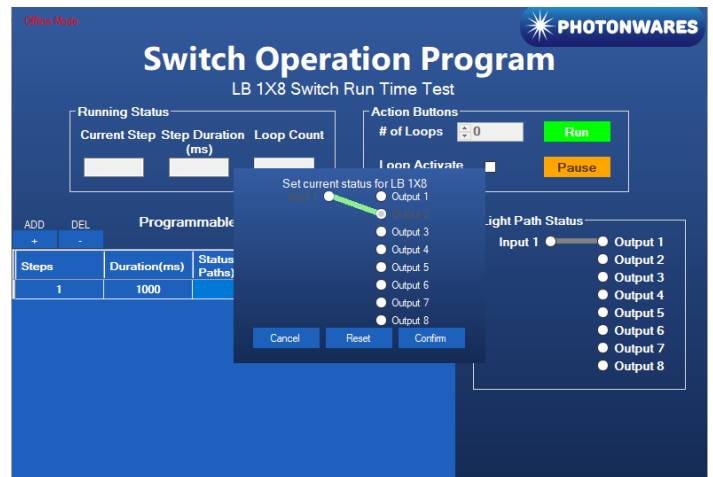 Offline Mode
PHOTONWARES
Switch Operation Program
LB 1X8 Switch Run Time Test
Running Status
Current Step Step Duration Loop Count
(ms)
Action Buttons
# of Loops 0 Run
Loop Activate Pause
ADD DEL
+ -
Programmable
Steps Duration(ms) Status
Paths)
1 1000
Set current status for LB 1X8
Input 1 Output 1
Output 2
Output 3
Output 4
Output 5
Output 6
Output 7
Output 8
Cancel Reset Confirm
Light Path Status
Input 1 Output 1
Output 2
Output 3
Output 4
Output 5
Output 6
Output 7
Output 8